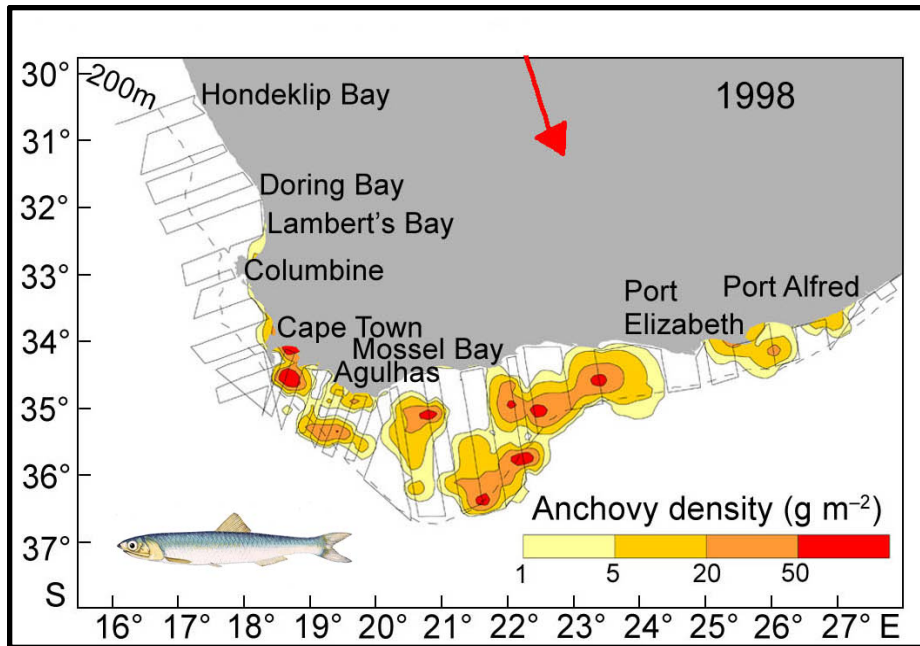 30°
31°
32°
33°
34°
35°
36°
37°
S
200m
Hondeklip Bay
1998
Doring Bay
Lambert's Bay
Columbine
Port
Elizabeth
Port Alfred
Cape Town
Mossel Bay
Agulhas
Anchovy density (g m⁻²)
1 5 20 50
16° 17° 18° 19° 20° 21° 22° 23° 24° 25° 26° 27° E